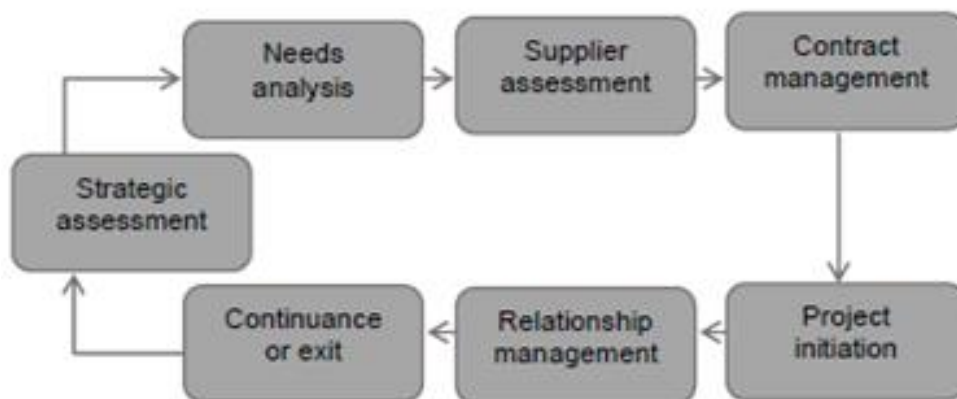 Needs
analysis
Supplier
assessment
Contract
management
Strategic
assessment
Continuance
or exit
Relationship
management
Project
initiation